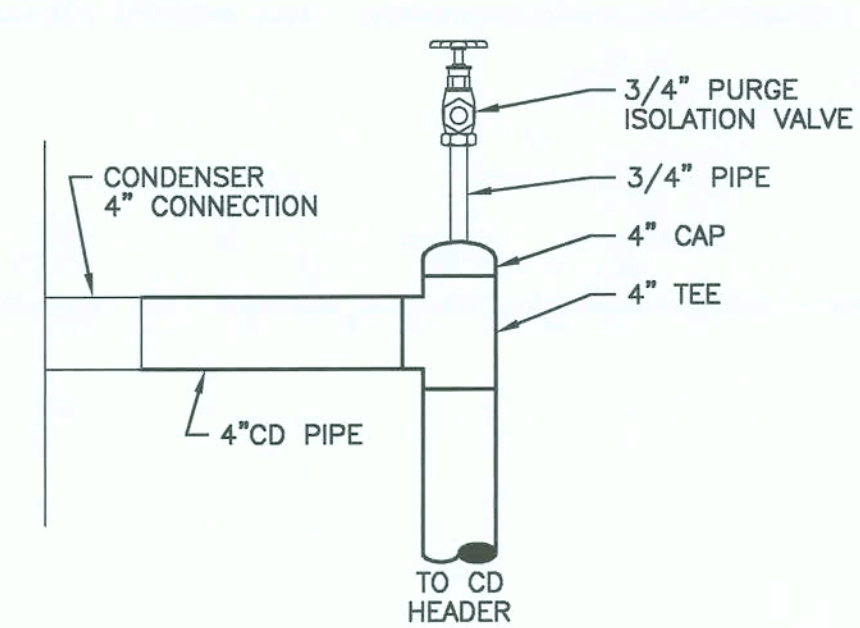 3/4" PURGE
ISOLATION VALVE
CONDENSER
4" CONNECTION
3/4" PIPE
4" CAP
4" TEE
4"CD PIPE
TO CD
HEADER